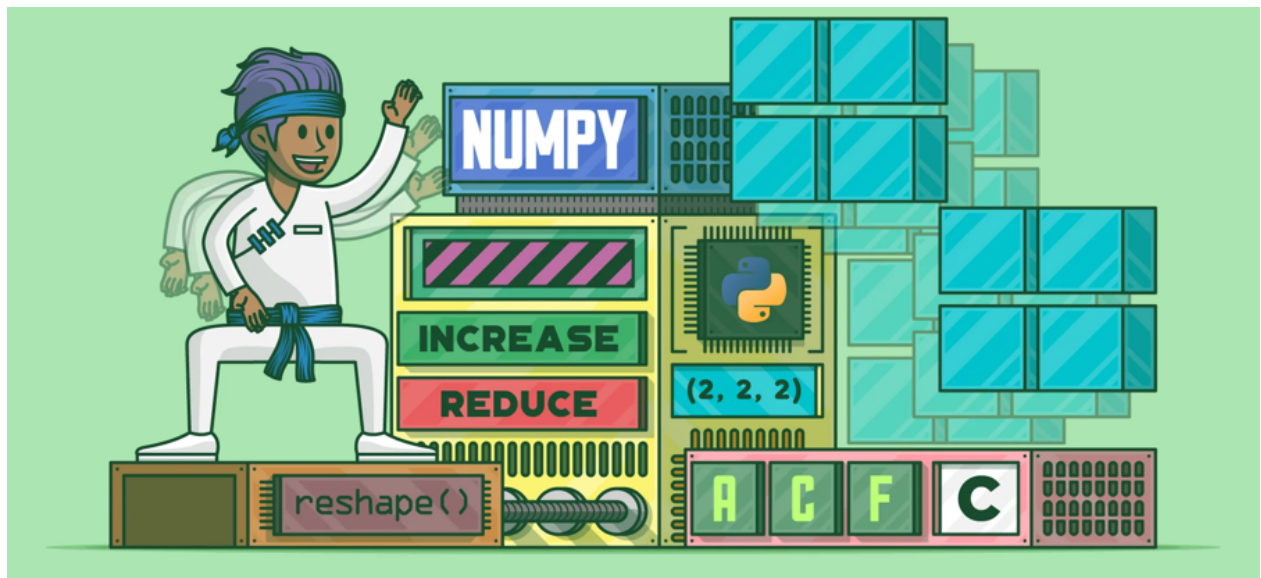 NUMPY
INCREASE
REDUCE
(2, 2, 2)
reshape()
A C F C